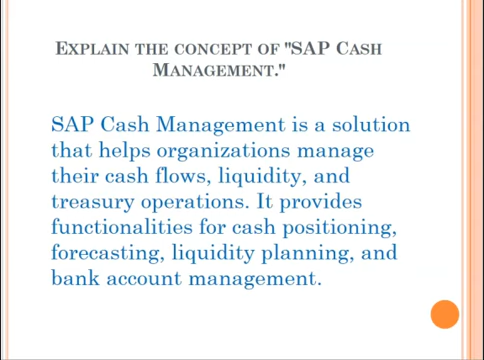 EXPLAIN THE CONCEPT OF "SAP CASH
MANAGEMENT."
SAP Cash Management is a solution
that helps organizations manage
their cash flows, liquidity, and
treasury operations. It provides
functionalities for cash positioning,
forecasting, liquidity planning, and
bank account management.